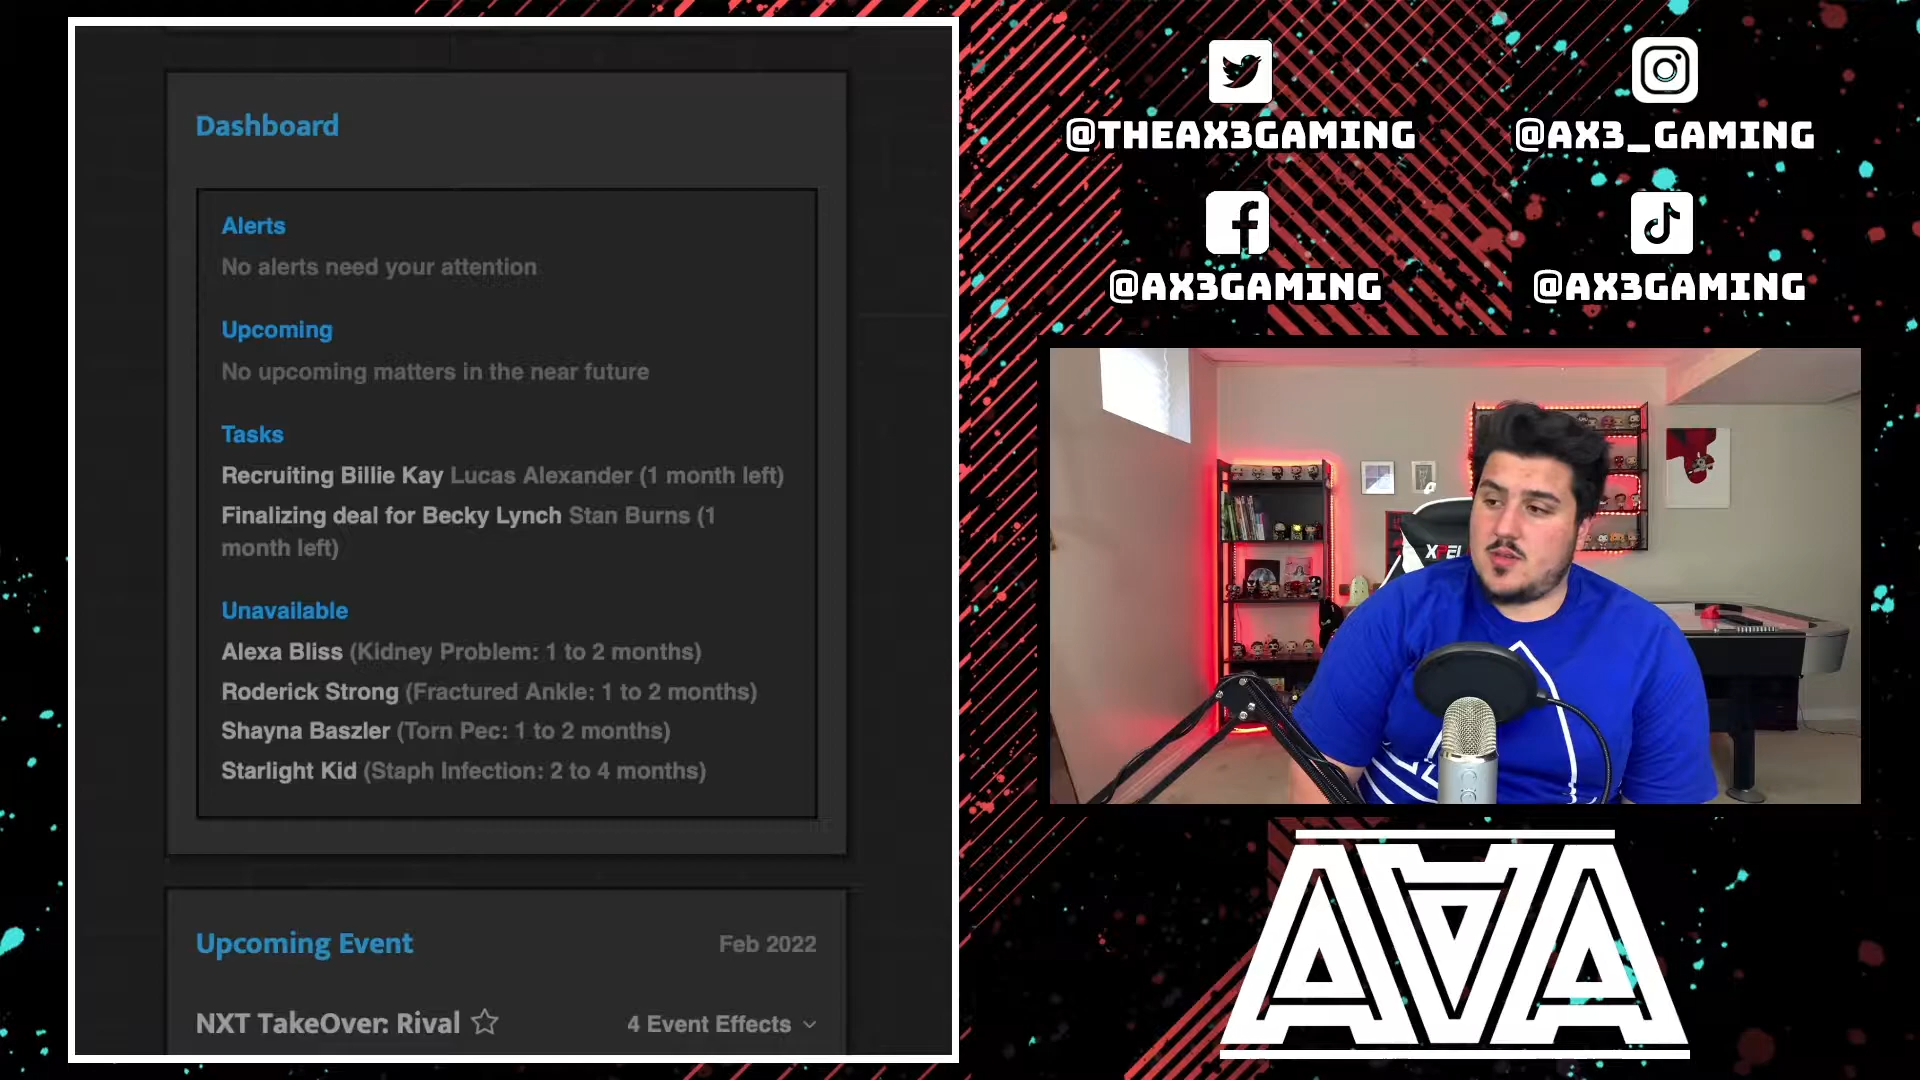 Dashboard
Alerts
No alerts need your attention
Upcoming
No upcoming matters in the near future
Tasks
Recruiting Billie Kay Lucas Alexander (1 month left)
Finalizing deal for Becky Lynch Stan Burns (1
month left)
Unavailable
Alexa Bliss (Kidney Problem: 1 to 2 months)
Roderick Strong (Fractured Ankle: 1 to 2 months)
Shayna Baszler (Torn Pec: 1 to 2 months)
Starlight Kid (Staph Infection: 2 to 4 months)
Upcoming Event Feb 2022
NXT TakeOver: Rival 4 Event Effects
@THEAX3GAMING @AX3_GAMING
@AX3GAMING @AX3GAMING